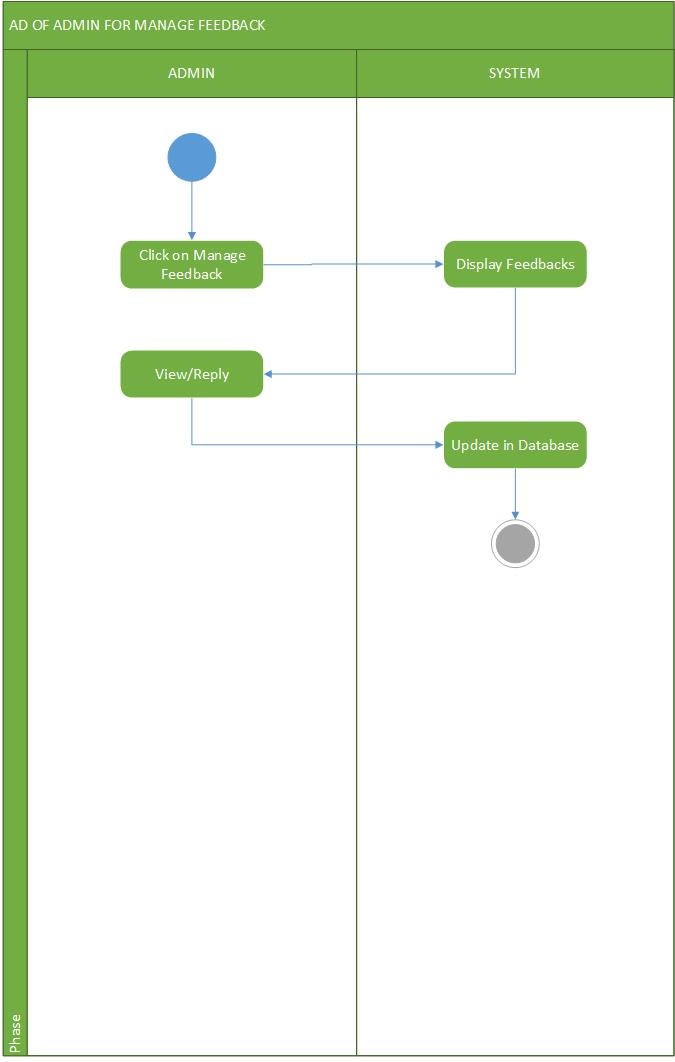 AD OF ADMIN FOR MANAGE FEEDBACK
ADMIN
SYSTEM
Click on Manage
Feedback
Display Feedbacks
View/Reply
Update in Database
Phase